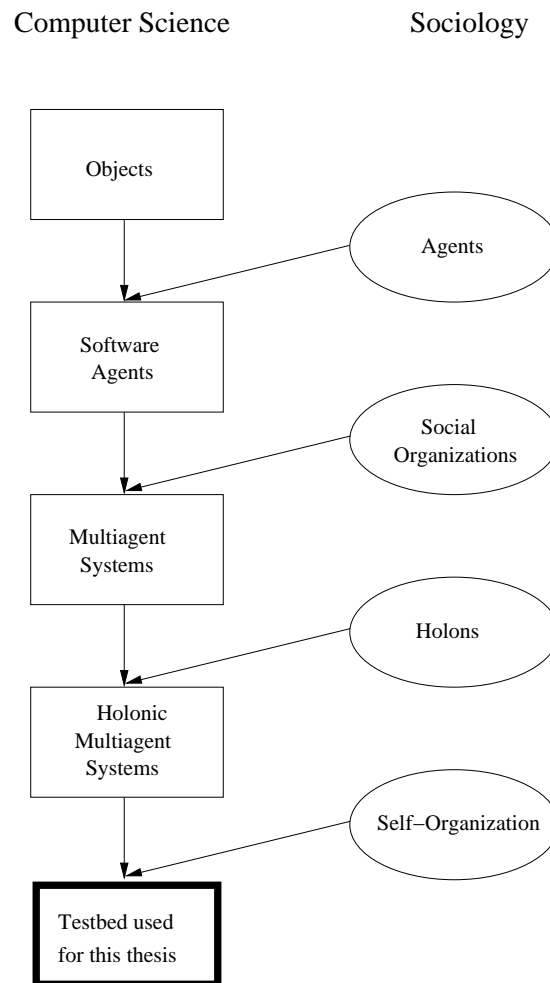 Computer Science
Sociology
Objects
Agents
Software
Agents
Social
Organizations
Multiagent
Systems
Holons
Holonic
Multiagent
Systems
Self−Organization
Testbed used
for this thesis